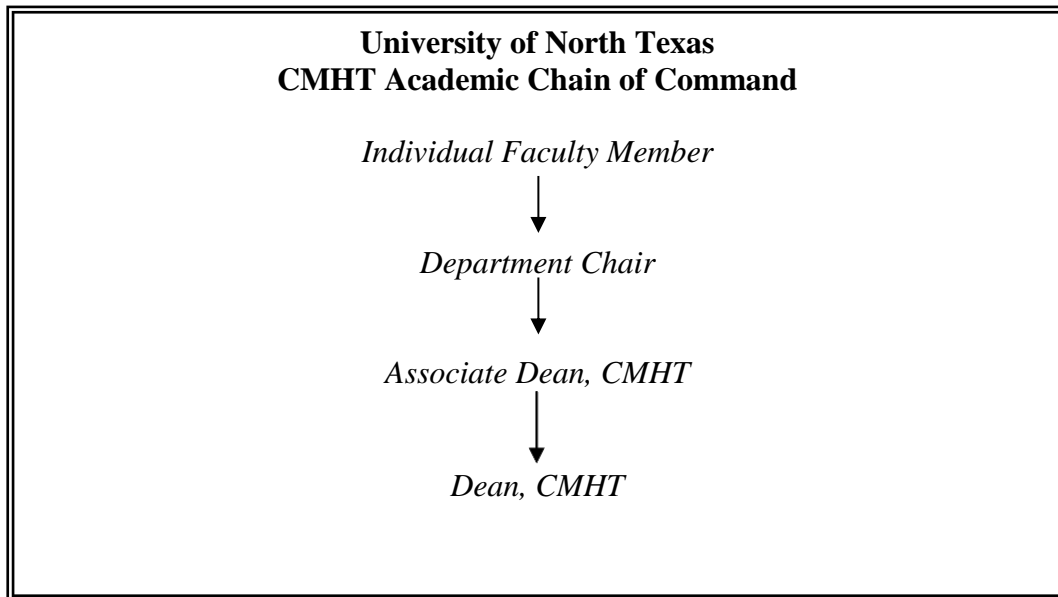 University of North Texas
CMHT Academic Chain of Command
Individual Faculty Member
Department Chair
Associate Dean, CMHT
Dean, CMHT